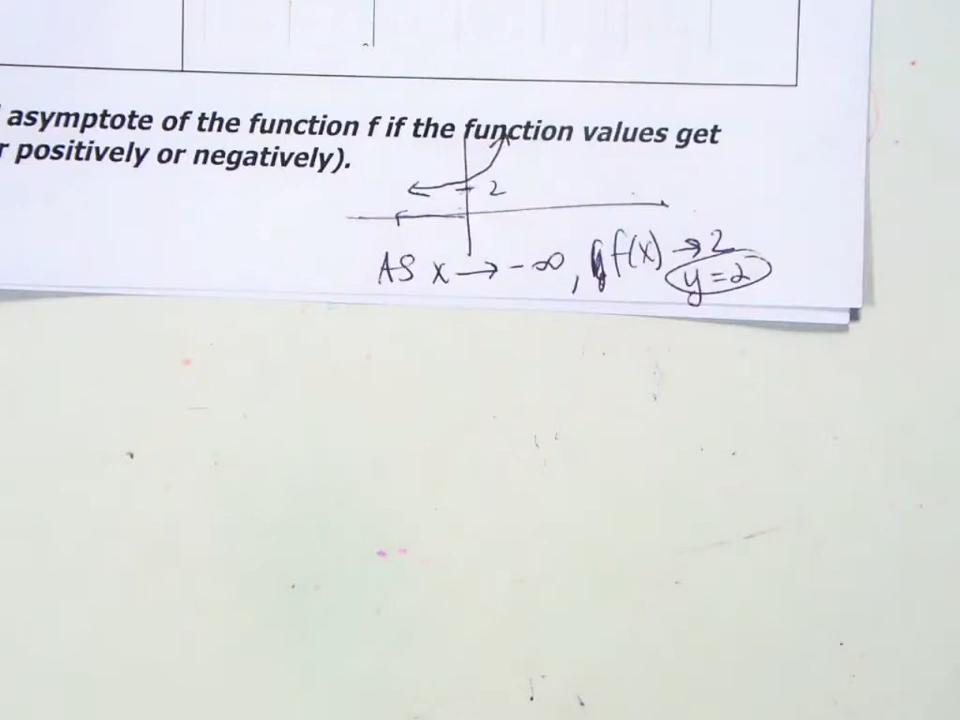 asymptote of the function f if the function values get
r positively or negatively).
2
AS x → -∞, f(x) → 2
y = 2